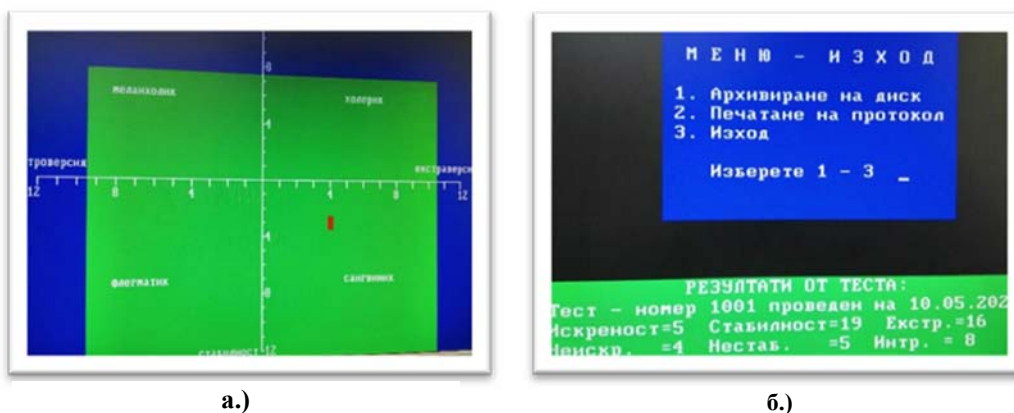 8
меланхолик
холерик
4
троверсия
екстраверси
12 8 4 4 8 12
4
флегматик
сангвиник
8
стабилност 12
а.)
МЕНЮ - ИЗХОД
1. Архивиране на диск
2. Печатане на протокол
3. Изход
Изберете 1 - 3 _
РЕЗУЛТАТИ ОТ ТЕСТА:
Тест - номер 1001 проведен на 10.05.202
Искреност=5 Стабилност=19 Екстр.=16
Неискр. =4 Нестаб. =5 Интр. = 8
б.)